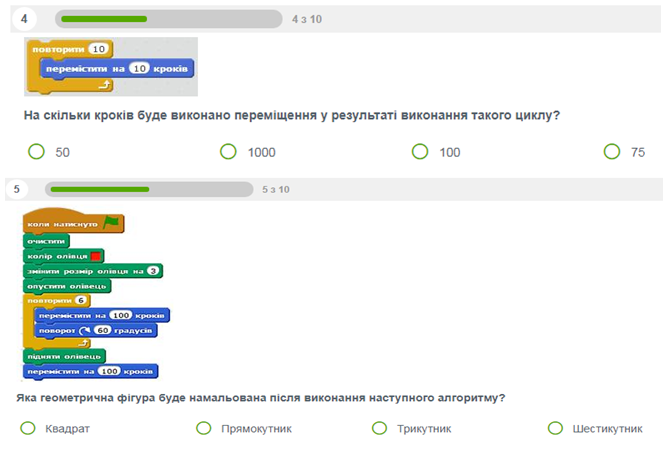 4 4 з 10
повторити 10
перемістити на 10 кроків
На скільки кроків буде виконано переміщення у результаті виконання такого циклу?
50 1000 100 75
5 5 з 10
коли натиснуто
очистити
колір олівця
змінити розмір олівця на 3
опустити олівець
повторити 6
перемістити на 100 кроків
поворот 60 градусів
підняти олівець
перемістити на 100 кроків
Яка геометрична фігура буде намальована після виконання наступного алгоритму?
Квадрат Прямокутник Трикутник Шестикутник